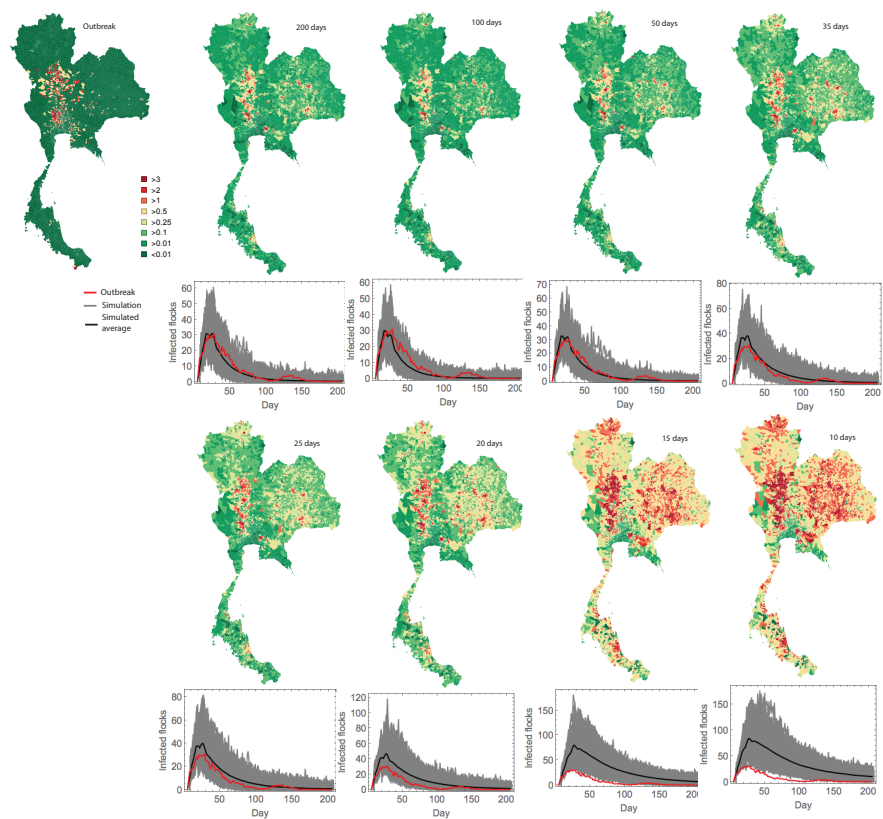 Outbreak
200 days
100 days
50 days
35 days
>3
>2
>1
>0.5
>0.25
>0.1
>0.01
<0.01
Outbreak
Simulation
Simulated
average
Infected flocks
60
50
40
30
20
10
0
50 100 150 200
Day
Infected flocks
60
50
40
30
20
10
0
50 100 150 200
Day
Infected flocks
70
60
50
40
30
20
10
0
50 100 150 200
Day
Infected flocks
80
60
40
20
0
50 100 150 200
Day
25 days
20 days
15 days
10 days
Infected flocks
80
60
40
20
0
50 100 150 200
Day
Infected flocks
120
100
80
60
40
20
0
50 100 150 200
Day
Infected flocks
150
100
50
0
50 100 150 200
Day
Infected flocks
150
100
50
0
50 100 150 200
Day